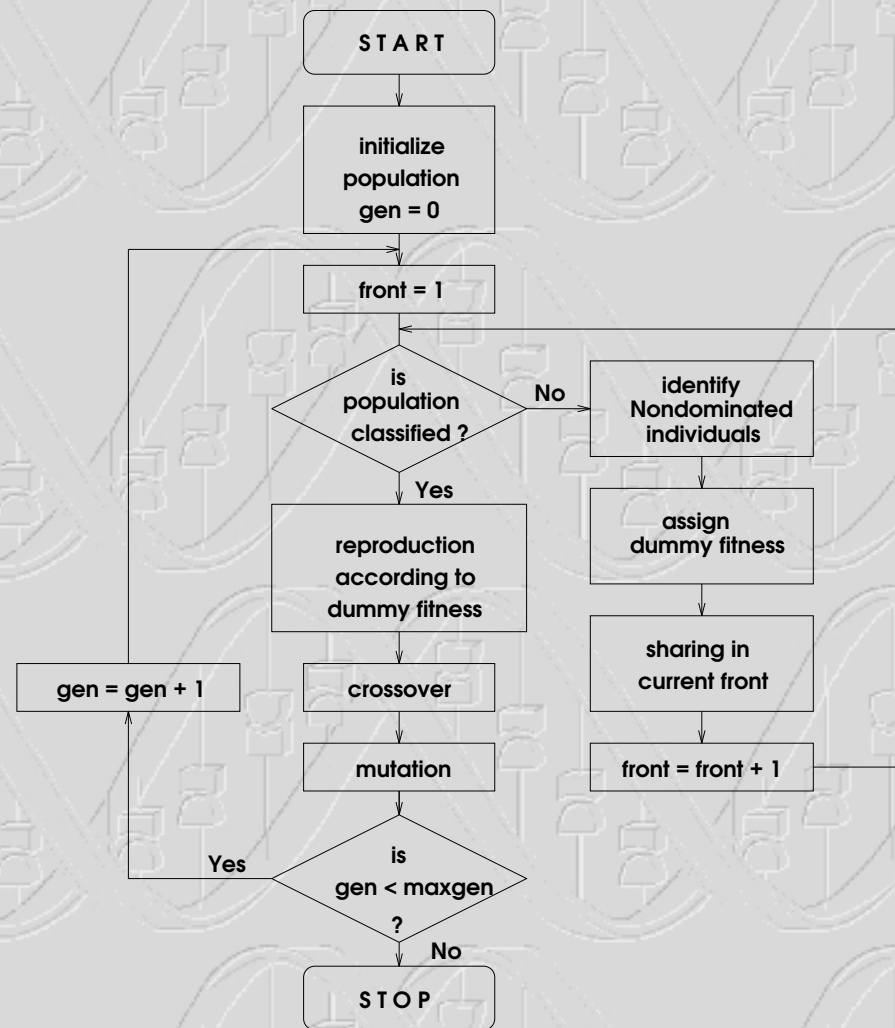 START
initialize
population
gen = 0
front = 1
is
population
classified ?
No
identify
Nondominated
individuals
Yes
assign
dummy fitness
reproduction
according to
dummy fitness
sharing in
current front
gen = gen + 1
crossover
mutation
front = front + 1
is
gen < maxgen
?
Yes
No
STOP